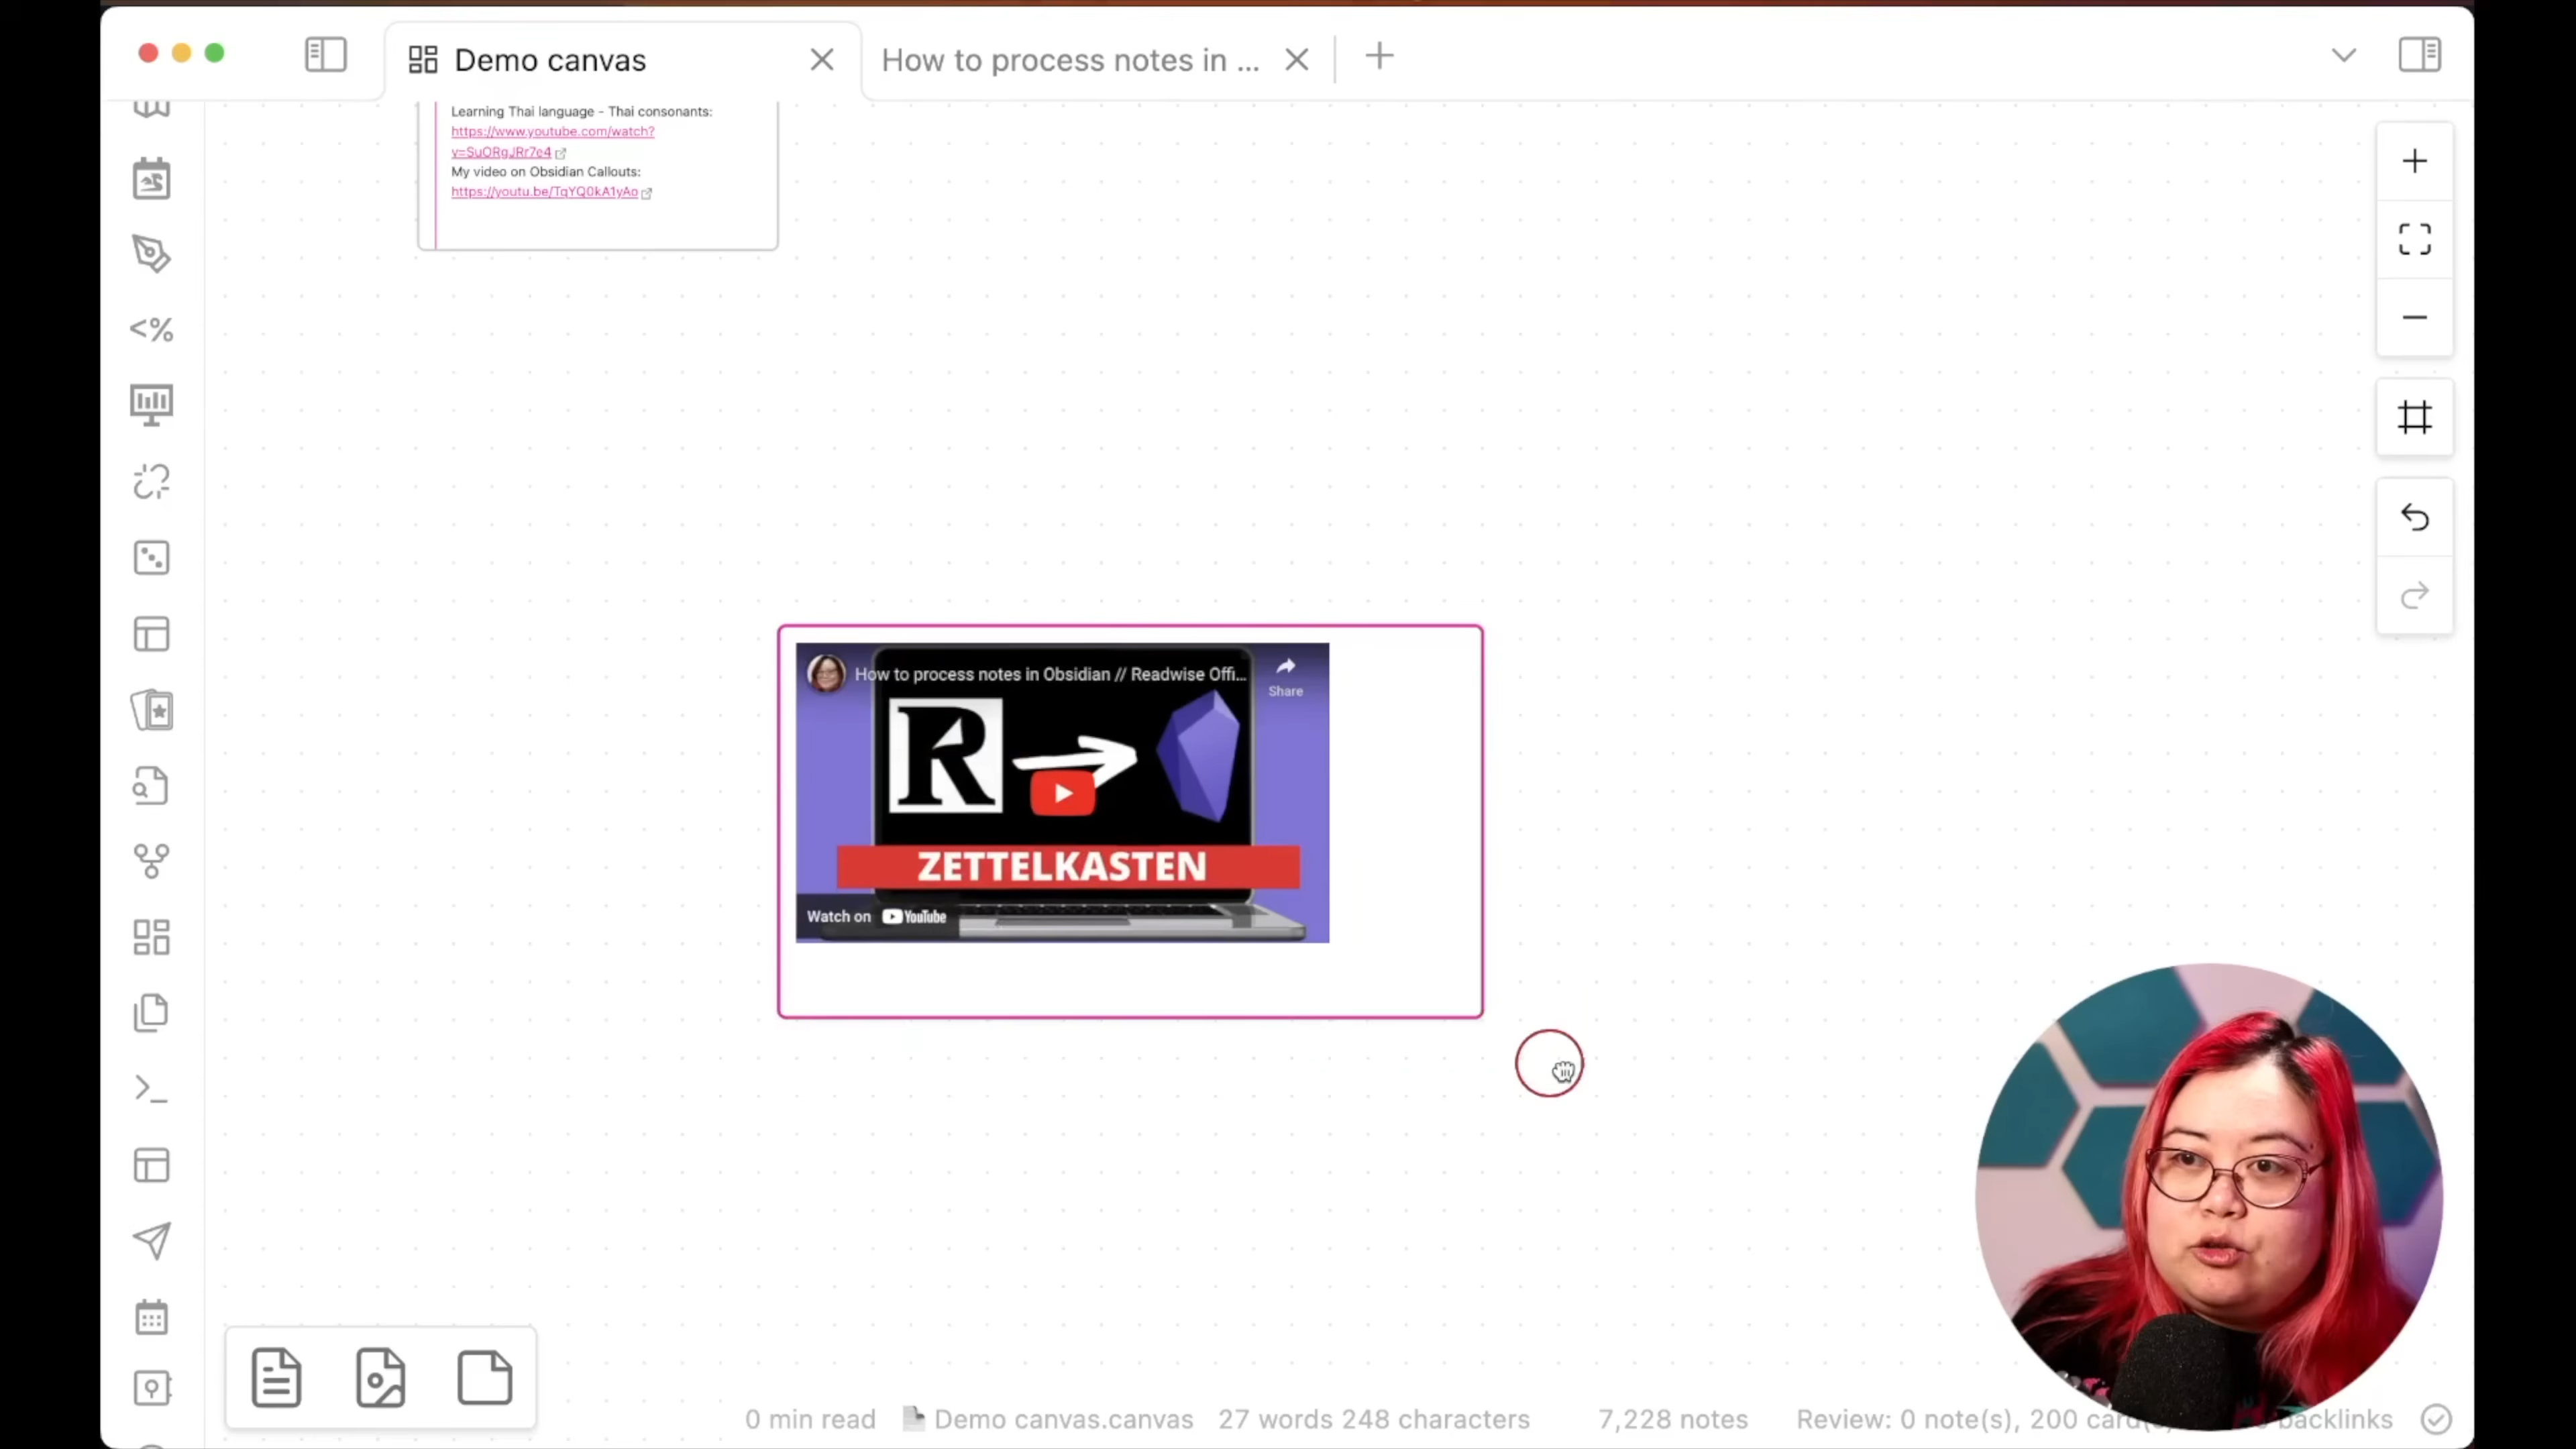 Demo canvas
How to process notes in ...
Learning Thai language - Thai consonants:
https://www.youtube.com/watch?
v=SuORgJRr7e4
My video on Obsidian Callouts:
https://youtu.be/TqYQ0kA1yAo
<%
How to process notes in Obsidian // Readwise Offi...
Share
R
ZETTELKASTEN
Watch on YouTube
0 min read Demo canvas.canvas 27 words 248 characters 7,228 notes Review: 0 note(s), 200 card(s) backlinks